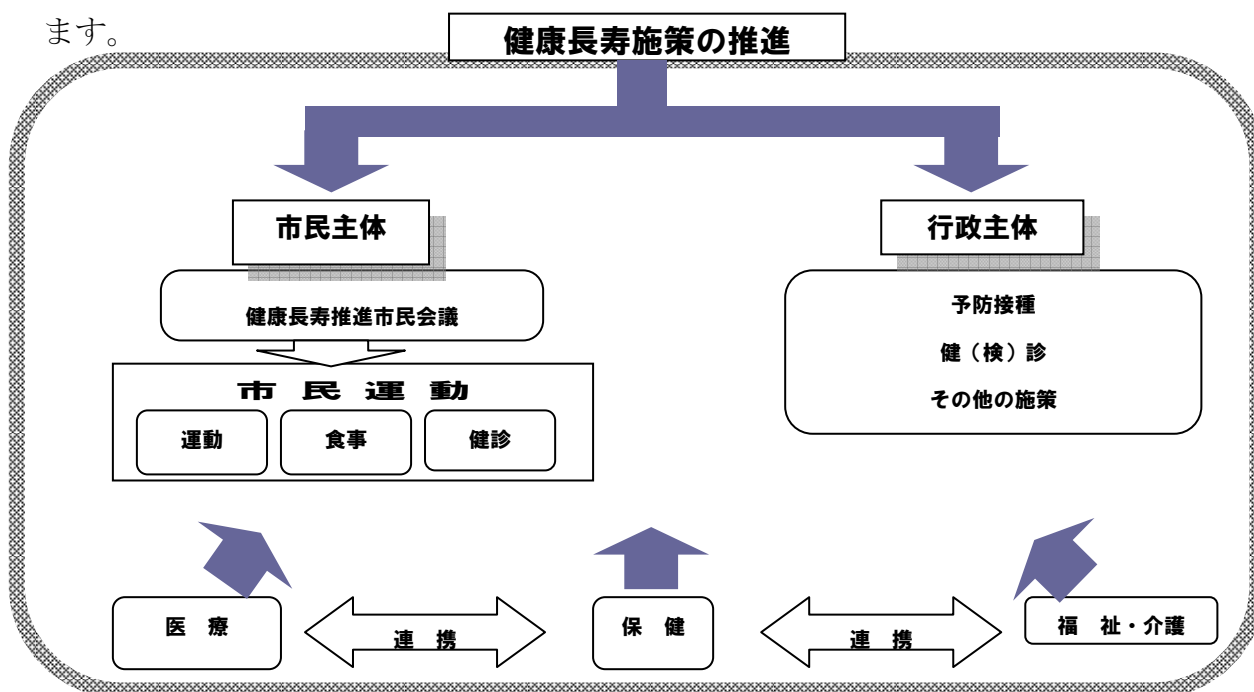 ます。
健康長寿施策の推進
市民主体
健康長寿推進市民会議
市 民 運 動
運動
食事
健診
行政主体
予防接種
健（検）診
その他の施策
医 療
連 携
保 健
連 携
福 祉・介護